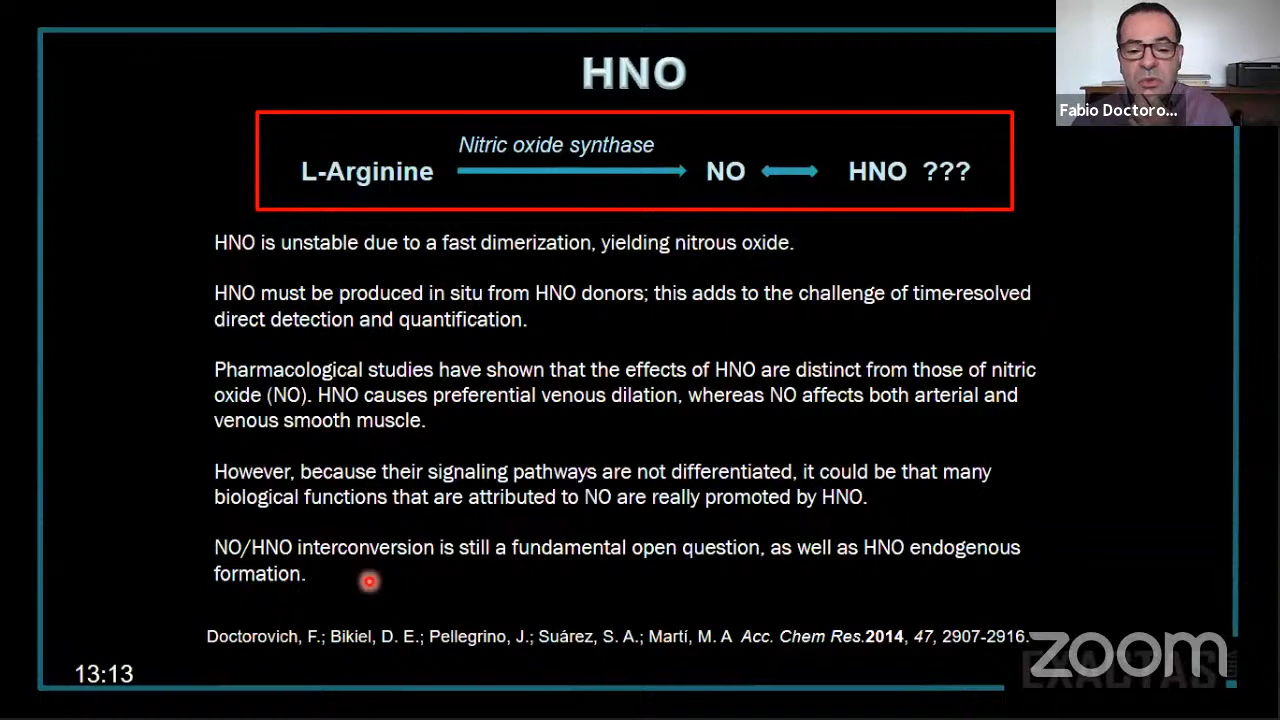 HNO
Fabio Doctoro...
Nitric oxide synthase
L-Arginine NO HNO ???
HNO is unstable due to a fast dimerization, yielding nitrous oxide.
HNO must be produced in situ from HNO donors; this adds to the challenge of time-resolved
direct detection and quantification.
Pharmacological studies have shown that the effects of HNO are distinct from those of nitric
oxide (NO). HNO causes preferential venous dilation, whereas NO affects both arterial and
venous smooth muscle.
However, because their signaling pathways are not differentiated, it could be that many
biological functions that are attributed to NO are really promoted by HNO.
NO/HNO interconversion is still a fundamental open question, as well as HNO endogenous
formation.
Doctorovich, F.; Bikiel, D. E.; Pellegrino, J.; Suárez, S. A.; Martí, M. A Acc. Chem Res.2014, 47, 2907-2916.
zoom
EXACTAS
13:13